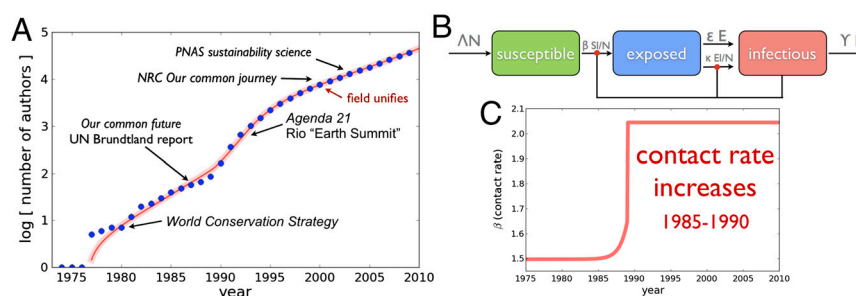 A
5
4
3
2
1
0
log [ number of authors ]
1975 1980 1985 1990 1995 2000 2005 2010
year
PNAS sustainability science
NRC Our common journey
field unifies
Agenda 21
Rio “Earth Summit”
Our common future
UN Brundtland report
World Conservation Strategy
B
ΛN
susceptible
β SI/N
exposed
ε E
κ EI/N
infectious
C
2.1
2.0
1.9
1.8
1.7
1.6
1.5
1.4
β (contact rate)
1975 1980 1985 1990 1995 2000 2005 2010
year
contact rate
increases
1985-1990